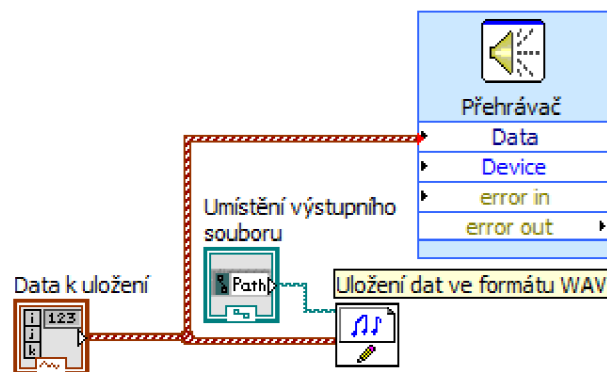 Přehrávač
Data
Device
error in
error out
Umístění výstupního
souboru
Path
Data k uložení
Uložení dat ve formátu WAV
i
j
k
123